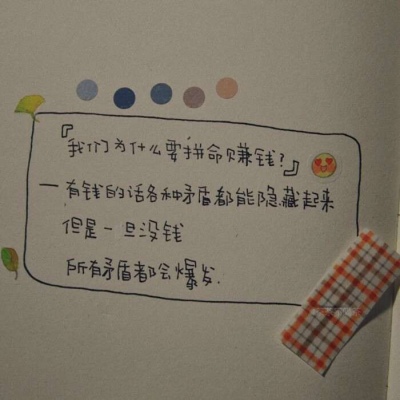 『我们为什么要拼命赚钱?』
一有钱的话各种矛盾都能隐藏起来
但是一旦没钱
所有矛盾都会爆发.